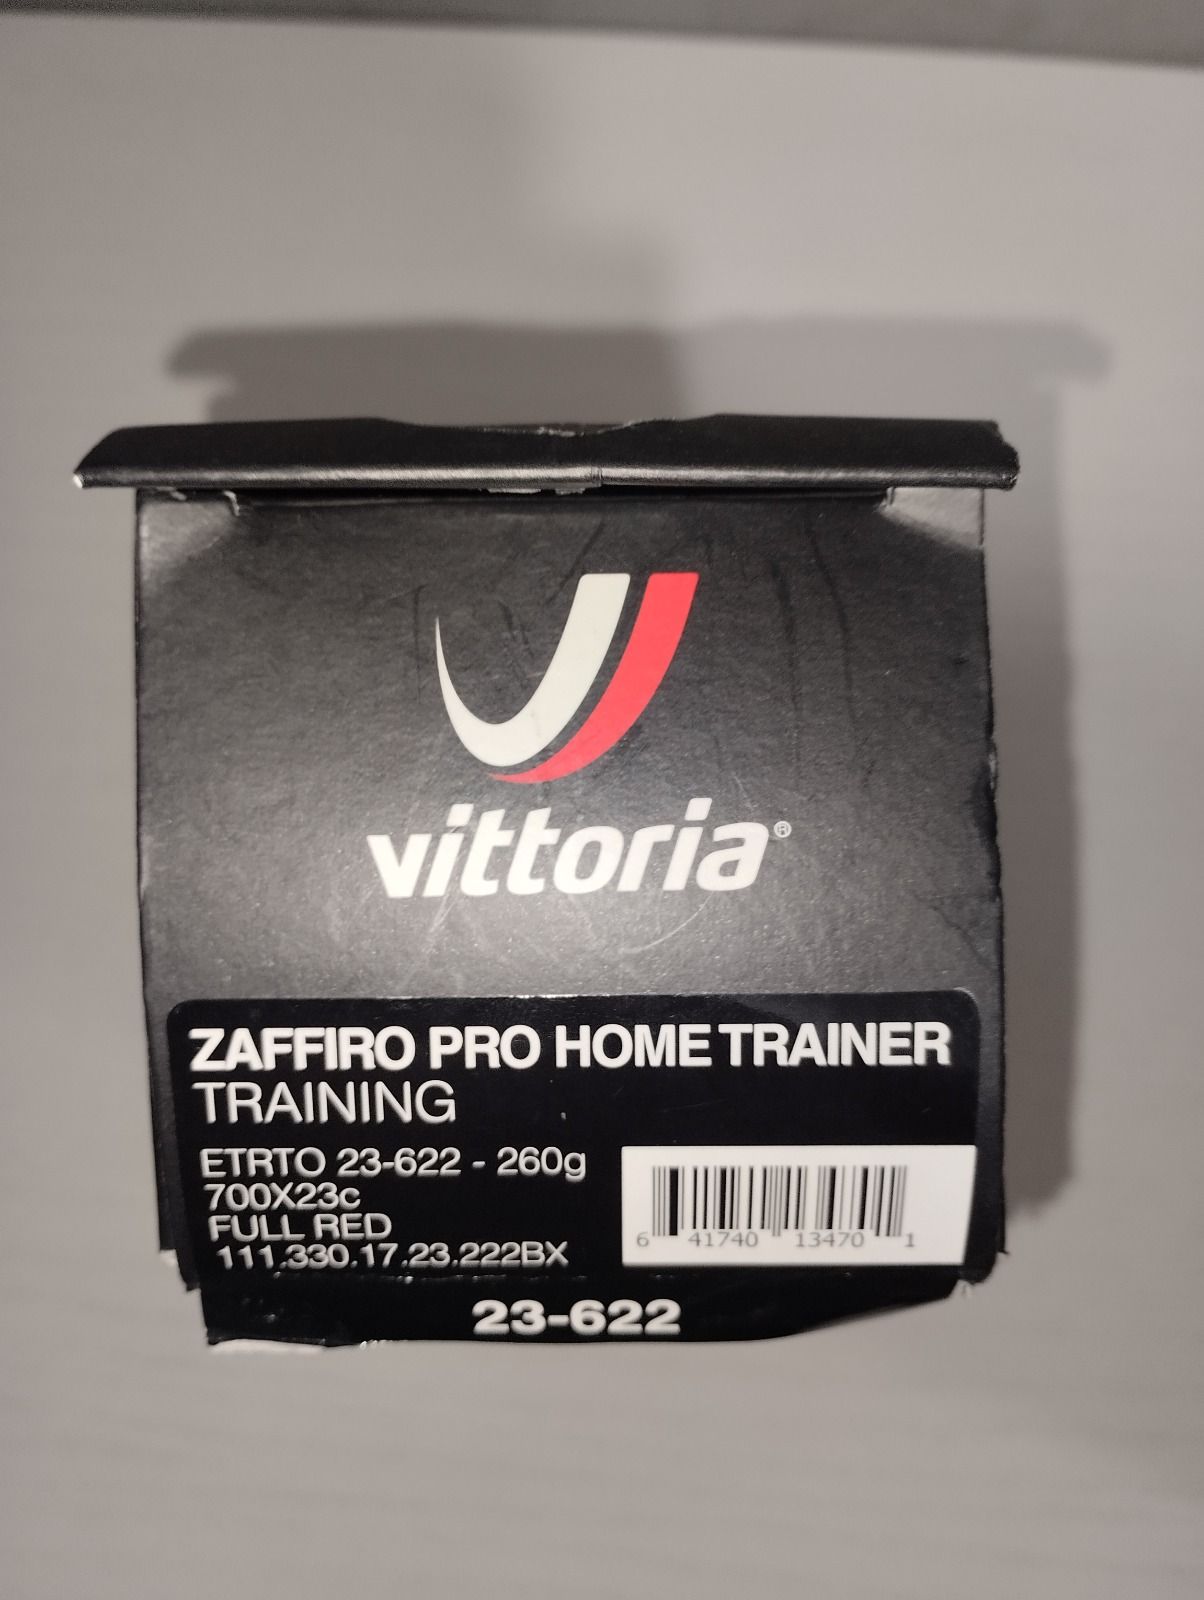 vittoria®
ZAFFIRO PRO HOME TRAINER
TRAINING
ETRTO 23-622 - 260g
700X23c
FULL RED
111.330.17.23.222BX
6 41740 13470 1
23-622